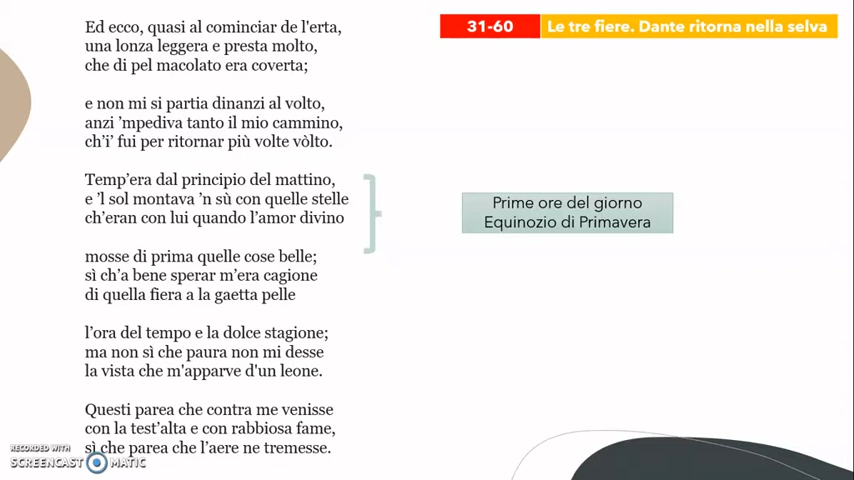 Ed ecco, quasi al cominciar de l'erta,
una lonza leggera e presta molto,
che di pel macolato era coverta;
e non mi si partia dinanzi al volto,
anzi 'mpediva tanto il mio cammino,
ch'i' fui per ritornar più volte vòlto.
Temp'era dal principio del mattino,
e 'l sol montava 'n sù con quelle stelle
ch'eran con lui quando l'amor divino
mosse di prima quelle cose belle;
sì ch'a bene sperar m'era cagione
di quella fiera a la gaetta pelle
l'ora del tempo e la dolce stagione;
ma non sì che paura non mi desse
la vista che m'apparve d'un leone.
Questi parea che contra me venisse
con la test'alta e con rabbiosa fame,
sì che parea che l'aere ne tremesse.
31-60 Le tre fiere. Dante ritorna nella selva
Prime ore del giorno
Equinozio di Primavera
RECORDED WITH
SCREENCAST MATIC